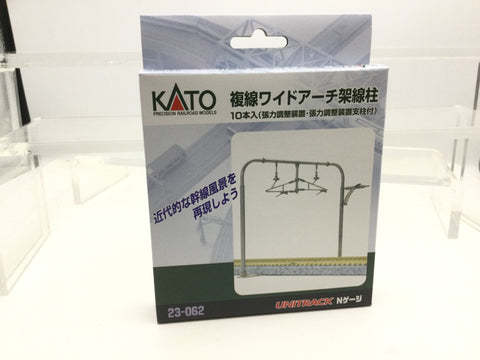 KATO
PRECISION RAILROAD MODELS
複線ワイドアーチ架線柱
10本入(張力調整装置・張力調整装置支柱付)
近代的な幹線風景を
再現しよう
23-062
UNITRACK Nゲージ